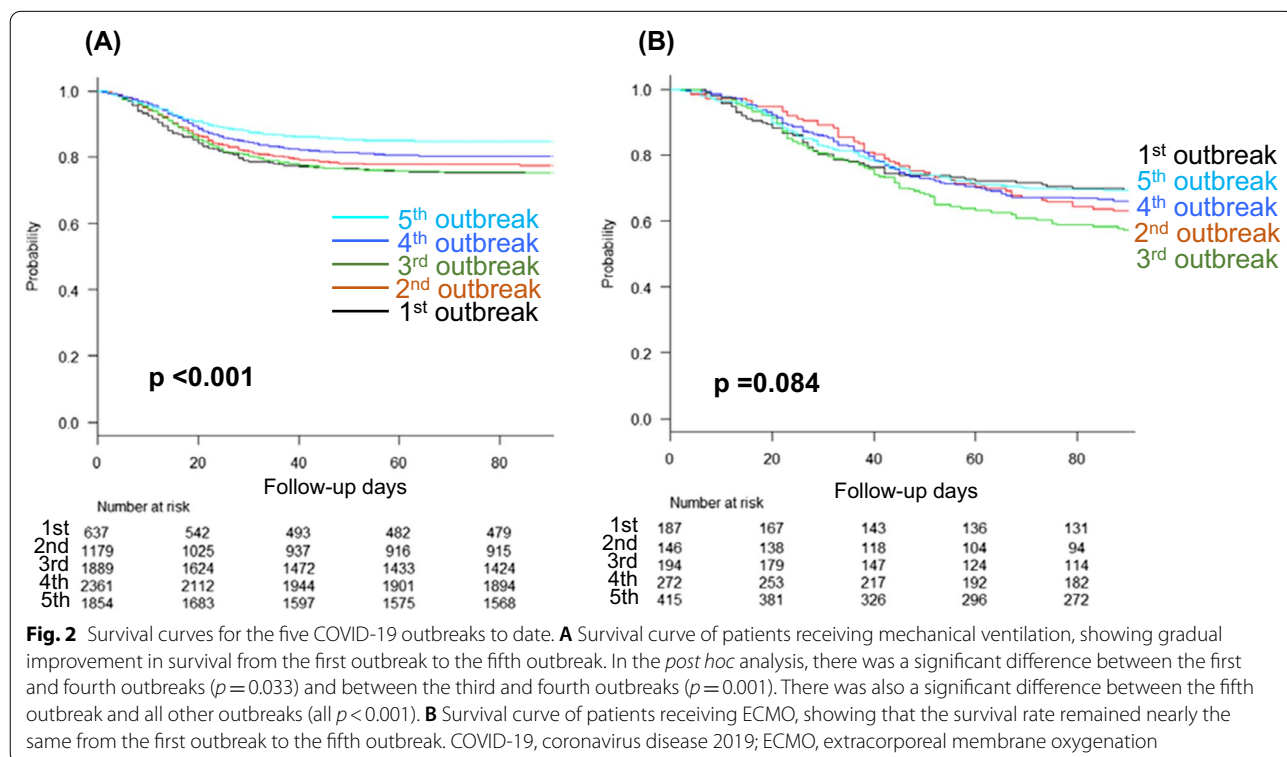 (A)
1.0
0.8
0.6
0.4
0.2
0.0
Probability
5th outbreak
4th outbreak
3rd outbreak
2nd outbreak
1st outbreak
p <0.001
0 20 40 60 80
Follow-up days
Number at risk
1st 637 542 493 482 479
2nd 1179 1025 937 916 915
3rd 1889 1624 1472 1433 1424
4th 2361 2112 1944 1901 1894
5th 1854 1683 1597 1575 1568
(B)
1.0
0.8
0.6
0.4
0.2
0.0
Probability
1st outbreak
5th outbreak
4th outbreak
2nd outbreak
3rd outbreak
p =0.084
0 20 40 60 80
Follow-up days
Number at risk
1st 187 167 143 136 131
2nd 146 138 118 104 94
3rd 194 179 147 124 114
4th 272 253 217 192 182
5th 415 381 326 296 272
Fig. 2 Survival curves for the five COVID-19 outbreaks to date. A Survival curve of patients receiving mechanical ventilation, showing gradual
improvement in survival from the first outbreak to the fifth outbreak. In the post hoc analysis, there was a significant difference between the first
and fourth outbreaks (p = 0.033) and between the third and fourth outbreaks (p = 0.001). There was also a significant difference between the fifth
outbreak and all other outbreaks (all p < 0.001). B Survival curve of patients receiving ECMO, showing that the survival rate remained nearly the
same from the first outbreak to the fifth outbreak. COVID-19, coronavirus disease 2019; ECMO, extracorporeal membrane oxygenation